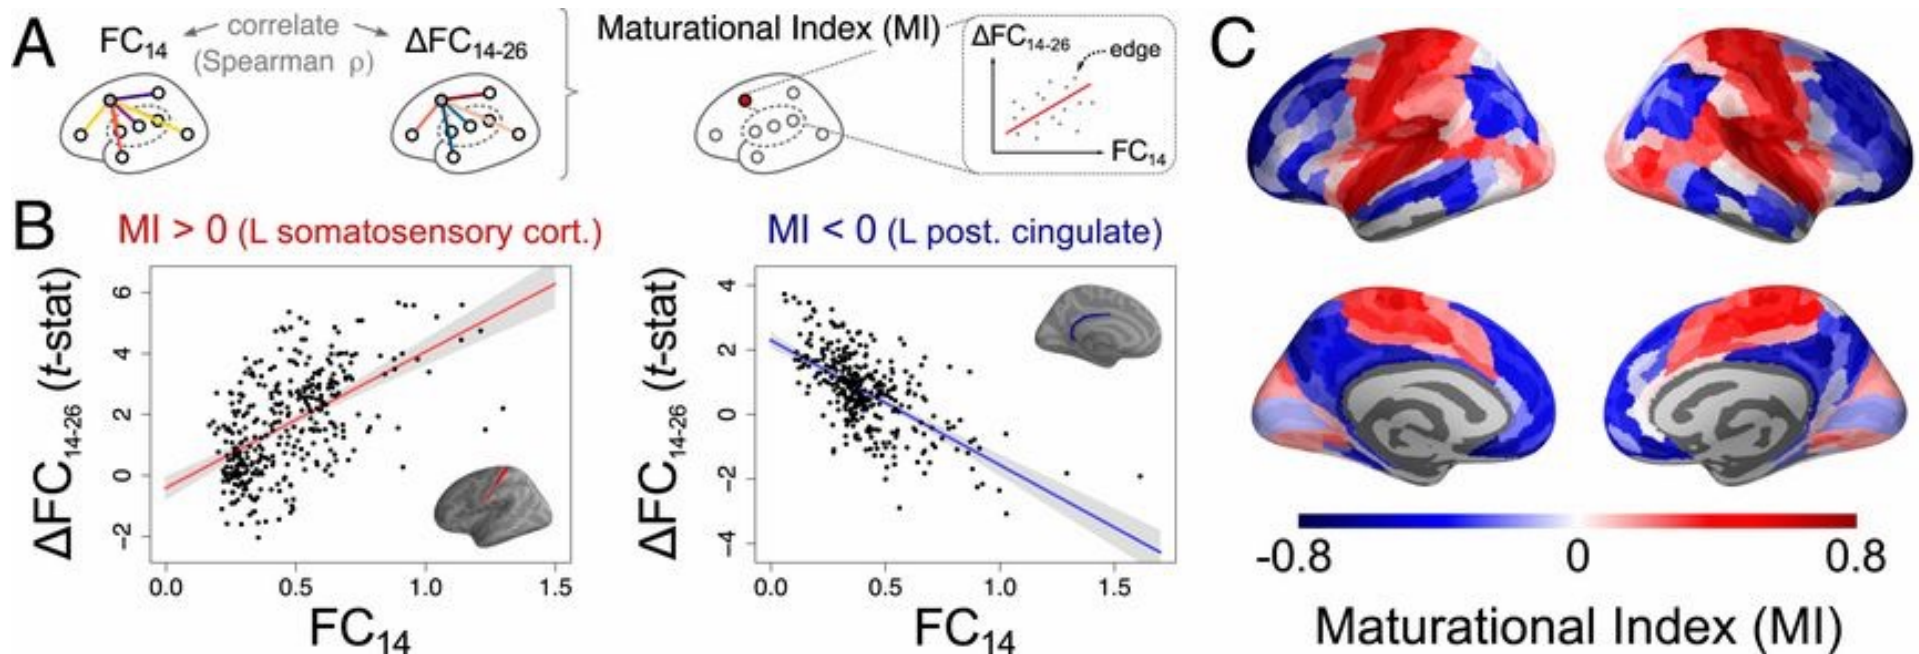 A
FC14
correlate
(Spearman ρ)
ΔFC14-26
Maturational Index (MI)
ΔFC14-26
edge
FC14
B
MI > 0 (L somatosensory cort.)
ΔFC14-26 (t-stat)
6
4
2
0
−2
0.0 0.5 1.0 1.5
FC14
MI < 0 (L post. cingulate)
ΔFC14-26 (t-stat)
4
2
0
−2
−4
0.0 0.5 1.0 1.5
FC14
C
-0.8 0 0.8
Maturational Index (MI)